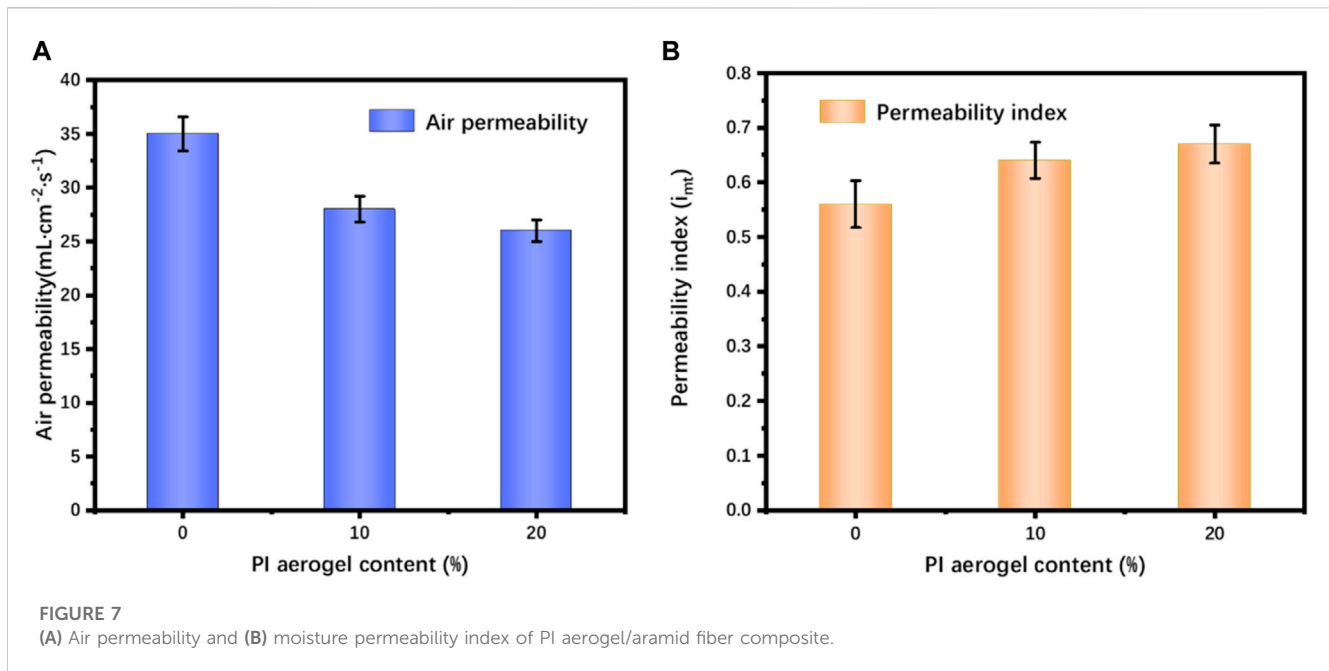 A
40
35
30
25
20
15
10
5
0
Air permeability(mL·cm⁻²·s⁻¹)
Air permeability
0 10 20
PI aerogel content (%)
B
0.8
0.7
0.6
0.5
0.4
0.3
0.2
0.1
0.0
Permeability index (iₘₜ)
Permeability index
0 10 20
PI aerogel content (%)
FIGURE 7
(A) Air permeability and (B) moisture permeability index of PI aerogel/aramid fiber composite.